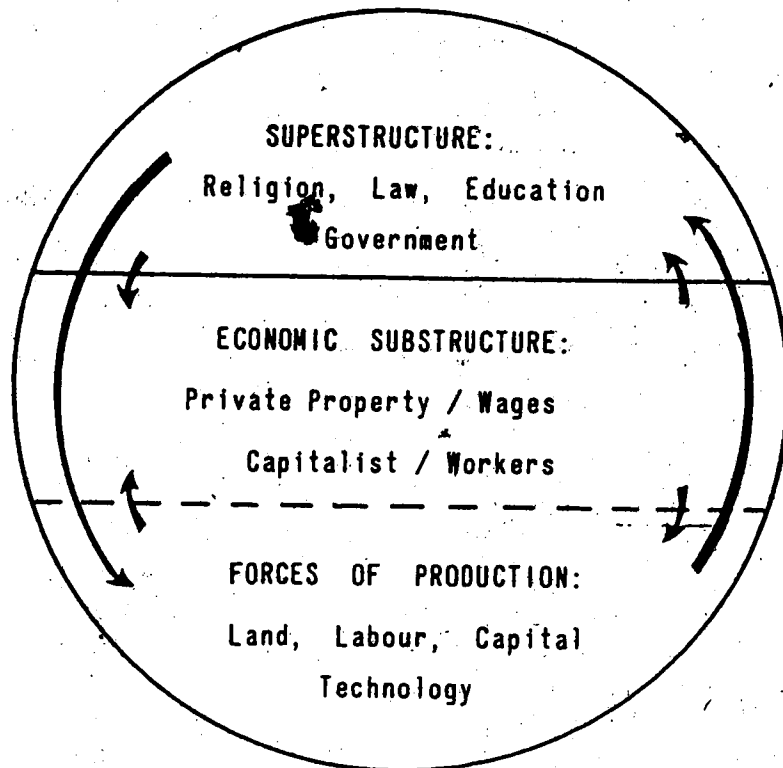 SUPERSTRUCTURE:
Religion, Law, Education
Government
ECONOMIC SUBSTRUCTURE:
Private Property / Wages
Capitalist / Workers
FORCES OF PRODUCTION:
Land, Labour, Capital
Technology